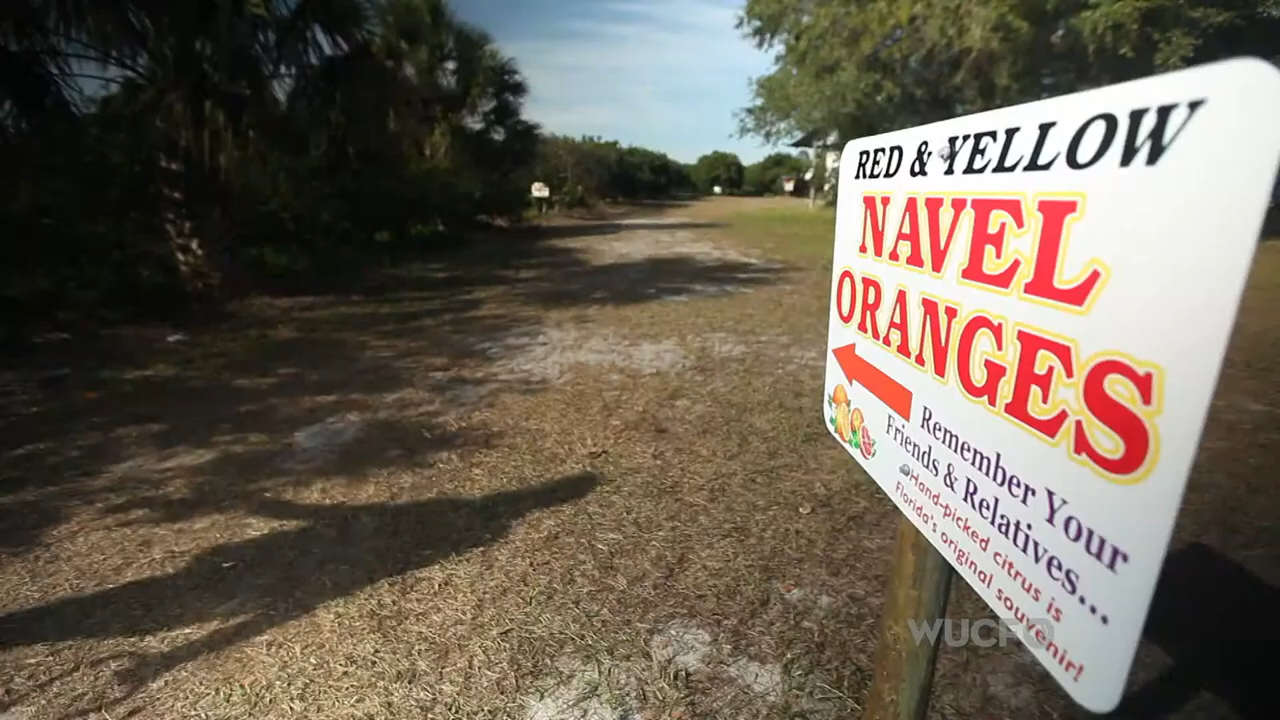 RED & YELLOW
NAVEL
ORANGES
Remember Your
Friends & Relatives...
Hand-picked citrus is
Florida's original souvenir!
WUCF